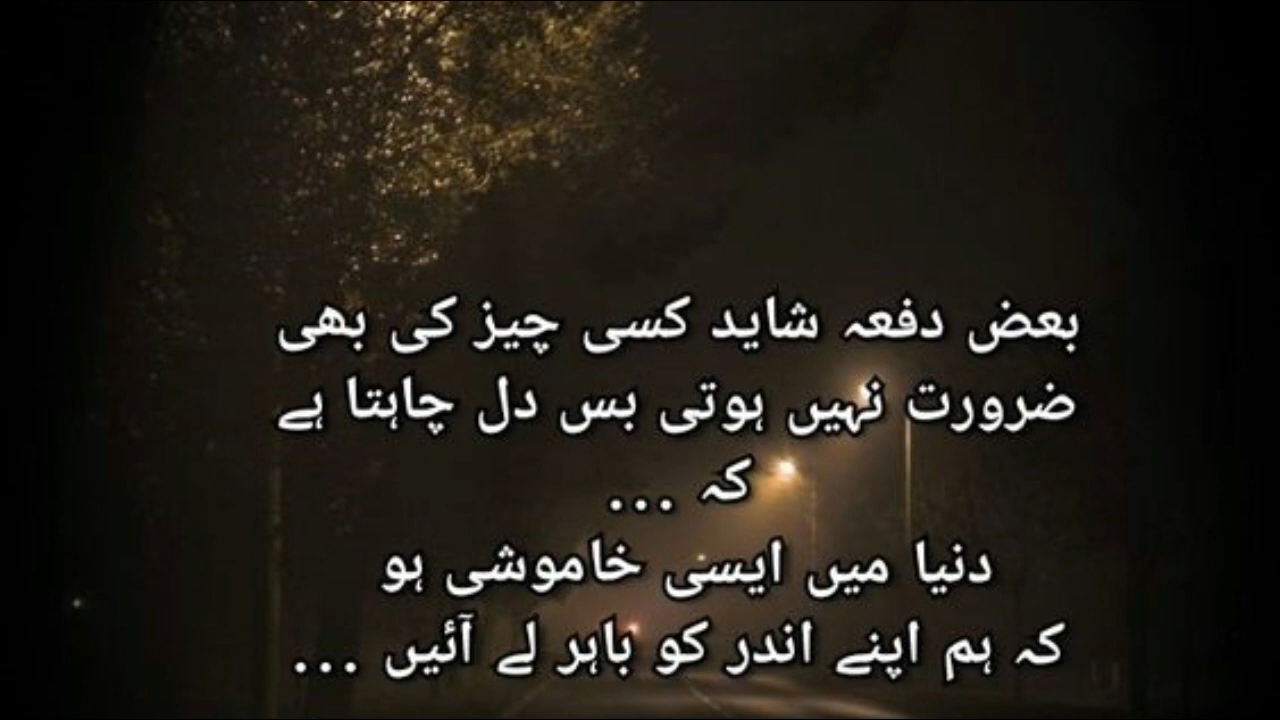 بعض دفعہ شاید کسی چیز کی بھی
ضرورت نہیں ہوتی بس دل چاہتا ہے
کہ ...
دنیا میں ایسی خاموشی ہو
کہ ہم اپنے اندر کو باہر لے آئیں ...